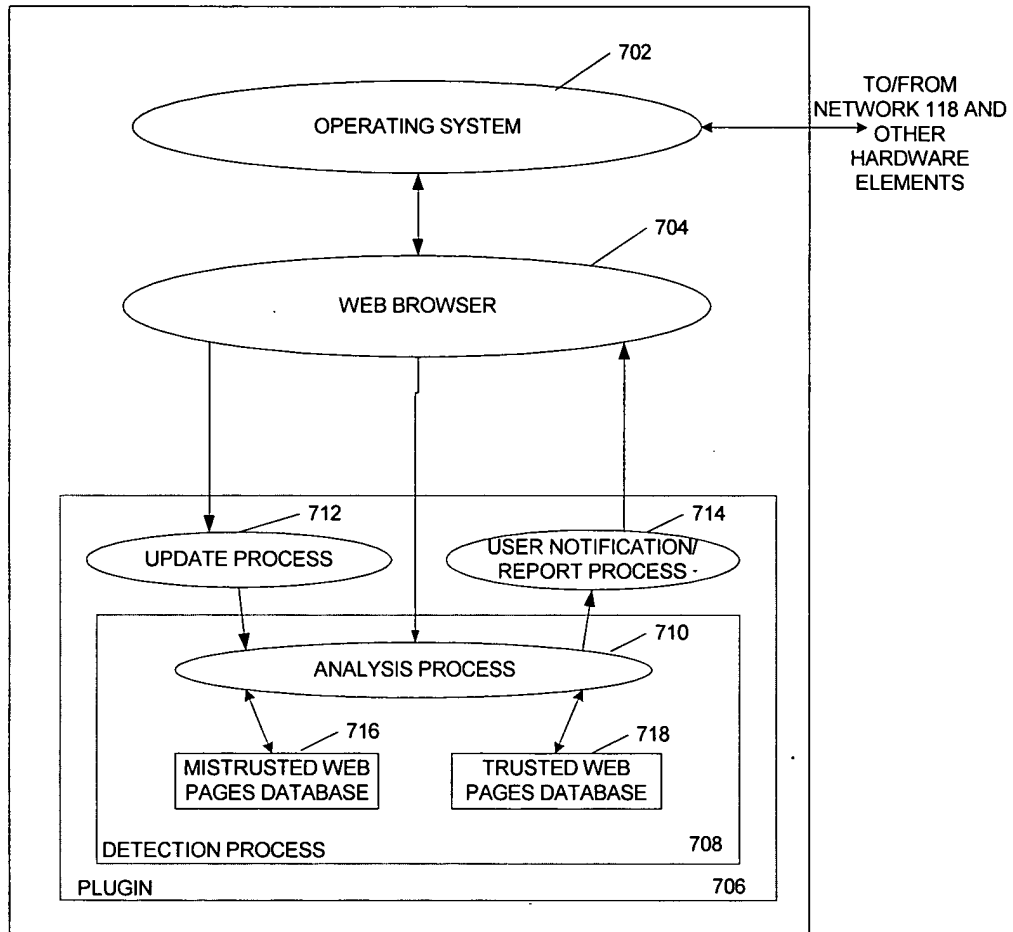 702
TO/FROM
NETWORK 118 AND
OTHER
HARDWARE
ELEMENTS
OPERATING SYSTEM
704
WEB BROWSER
712
714
UPDATE PROCESS
USER NOTIFICATION/
REPORT PROCESS
710
ANALYSIS PROCESS
716
718
MISTRUSTED WEB
PAGES DATABASE
TRUSTED WEB
PAGES DATABASE
DETECTION PROCESS
708
PLUGIN
706